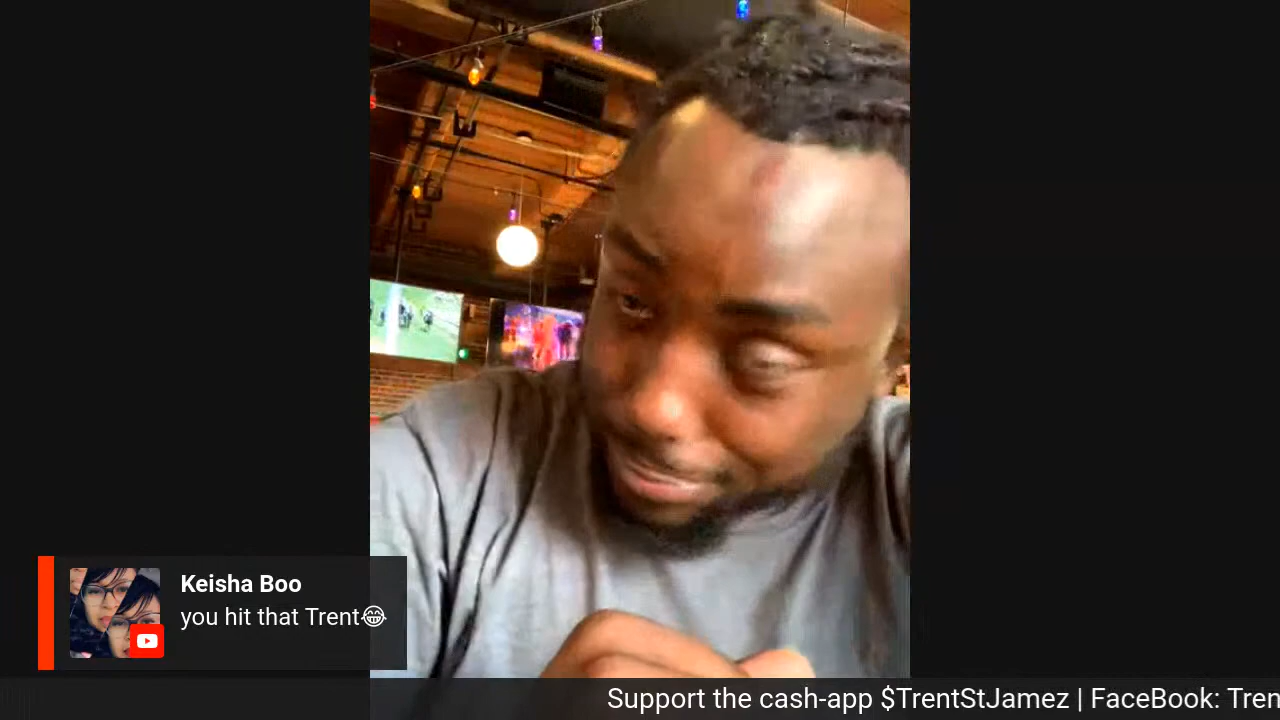 Keisha Boo
you hit that Trent😂
Support the cash-app $TrentStJamez | FaceBook: Tren